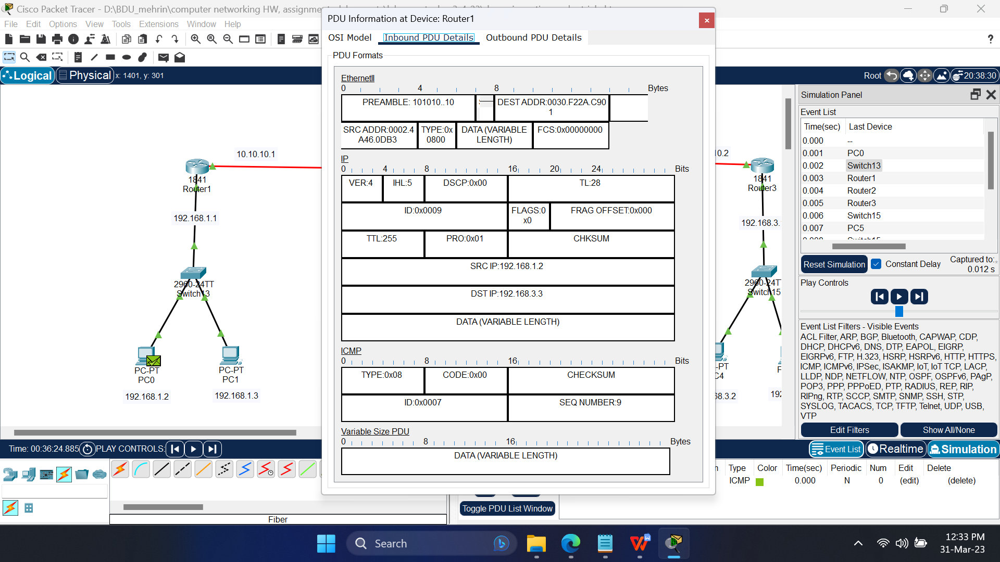 Cisco Packet Tracer - D:\BDU_mehrin\computer networking HW, assignme
File Edit Options View Tools Extensions Window Help
PDU Information at Device: Router1
OSI Model Inbound PDU Details Outbound PDU Details
PDU Formats
EthernetII
0 4 8 Bytes
PREAMBLE: 101010..10
DEST ADDR:0030.F22A.C90
1
SRC ADDR:0002.4
A46.0DB3
TYPE:0x
0800
DATA (VARIABLE
LENGTH)
FCS:0x00000000
IP
0 4 8 16 20 24 Bits
VER:4 IHL:5 DSCP:0x00 TL:28
ID:0x0009
FLAGS:0
x0
FRAG OFFSET:0x000
TTL:255 PRO:0x01 CHKSUM
SRC IP:192.168.1.2
DST IP:192.168.3.3
DATA (VARIABLE LENGTH)
ICMP
0 8 16 Bits
TYPE:0x08 CODE:0x00 CHECKSUM
ID:0x0007 SEQ NUMBER:9
Variable Size PDU
0 8 16 Bytes
DATA (VARIABLE LENGTH)
Logical Physical x: 1401, y: 301
Root 20:38:30
10.10.10.1
1841
Router1
192.168.1.1
2960-24TT
Switch13
PC-PT
PC0
192.168.1.2
PC-PT
PC1
192.168.1.3
0.2
1841
Router3
192.168.3.
2960-24T
Switch15
-PT
C4
68.3.2
192
Simulation Panel
Event List
Time(sec) Last Device
0.000 --
0.001 PC0
0.002 Switch13
0.003 Router1
0.004 Router2
0.005 Router3
0.006 Switch15
0.007 PC5
0.008 Switch15
Reset Simulation
Constant Delay
Captured to:
0.012 s
Play Controls
Event List Filters - Visible Events
ACL Filter, ARP, BGP, Bluetooth, CAPWAP, CDP,
DHCP, DHCPv6, DNS, DTP, EAPOL, EIGRP,
EIGRPv6, FTP, H.323, HSRP, HSRPv6, HTTP, HTTPS,
ICMP, ICMPv6, IPSec, ISAKMP, IoT, IoT TCP, LACP,
LLDP, NDP, NETFLOW, NTP, OSPF, OSPFv6, PAgP,
POP3, PPP, PPPoED, PTP, RADIUS, REP, RIP,
RIPng, RTP, SCCP, SMTP, SNMP, SSH, STP,
SYSLOG, TACACS, TCP, TFTP, Telnet, UDP, USB,
VTP
Edit Filters Show All/None
Time: 00:36:24.885 PLAY CONTROLS:
Event List Realtime Simulation
Type Color Time(sec) Periodic Num Edit Delete
ICMP 0.000 N 0 (edit) (delete)
Toggle PDU List Window
Fiber
Search
12:33 PM
31-Mar-23